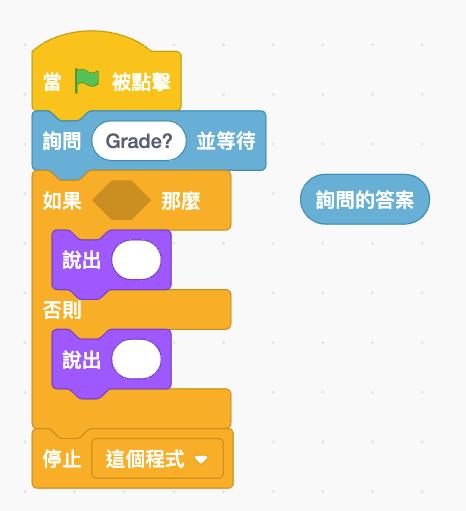 當 被點擊
詢問 Grade? 並等待
如果 那麼
詢問的答案
說出
否則
說出
停止 這個程式